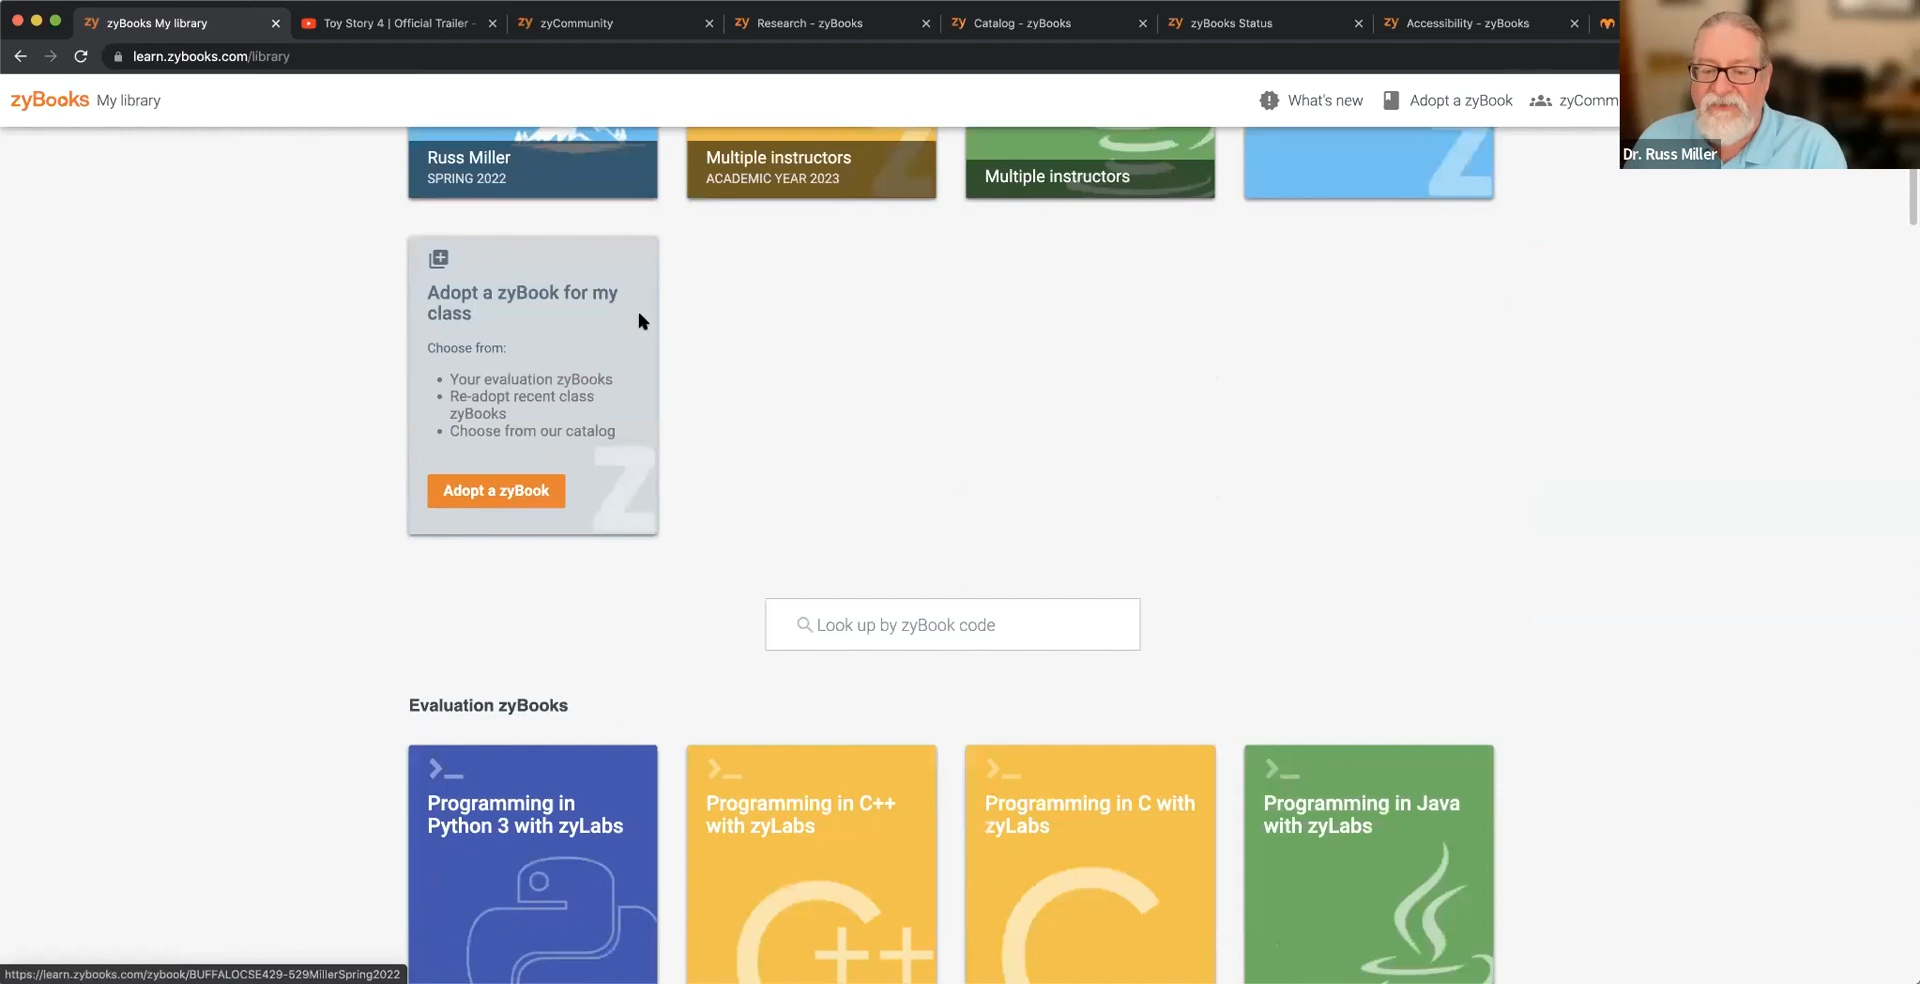 zyBooks My library
Toy Story 4 | Official Trailer -
zyCommunity
Research - zyBooks
Catalog - zyBooks
zyBooks Status
Accessibility - zyBooks
learn.zybooks.com/library
zyBooks My library
What's new
Adopt a zyBook
zyComm
Dr. Russ Miller
Russ Miller
SPRING 2022
Multiple instructors
ACADEMIC YEAR 2023
Multiple instructors
Adopt a zyBook for my
class
Choose from:
• Your evaluation zyBooks
• Re-adopt recent class
zyBooks
• Choose from our catalog
Adopt a zyBook
Look up by zyBook code
Evaluation zyBooks
Programming in
Python 3 with zyLabs
Programming in C++
with zyLabs
Programming in C with
zyLabs
Programming in Java
with zyLabs
https://learn.zybooks.com/zybook/BUFFALOCSE429-529MillerSpring2022